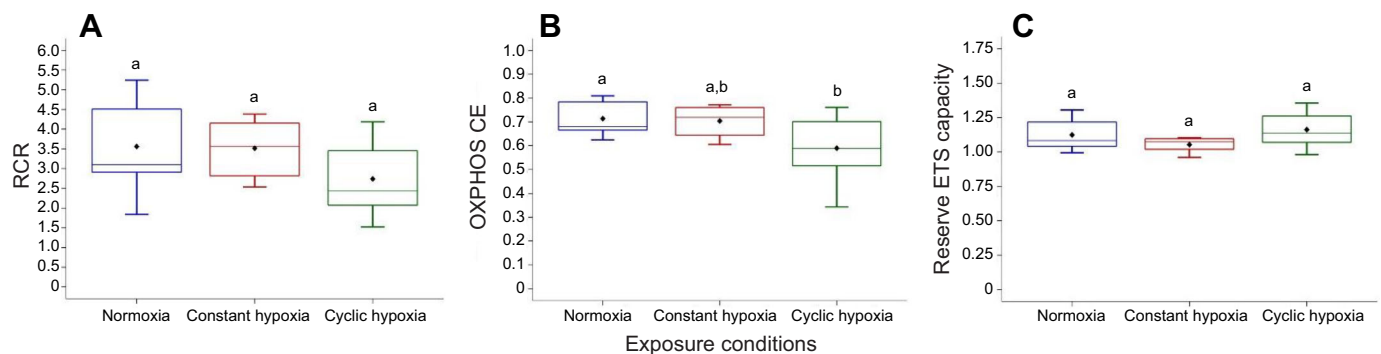 A
RCR
6.0
5.5
5.0
4.5
4.0
3.5
3.0
2.5
2.0
1.5
1.0
0.5
0
a
a
a
Normoxia Constant hypoxia Cyclic hypoxia
B
OXPHOS CE
1.0
0.9
0.8
0.7
0.6
0.5
0.4
0.3
0.2
0.1
0
a
a,b
b
Normoxia Constant hypoxia Cyclic hypoxia
C
Reserve ETS capacity
1.75
1.50
1.25
1.00
0.75
0.50
0.25
0
a
a
a
Normoxia Constant hypoxia Cyclic hypoxia
Exposure conditions